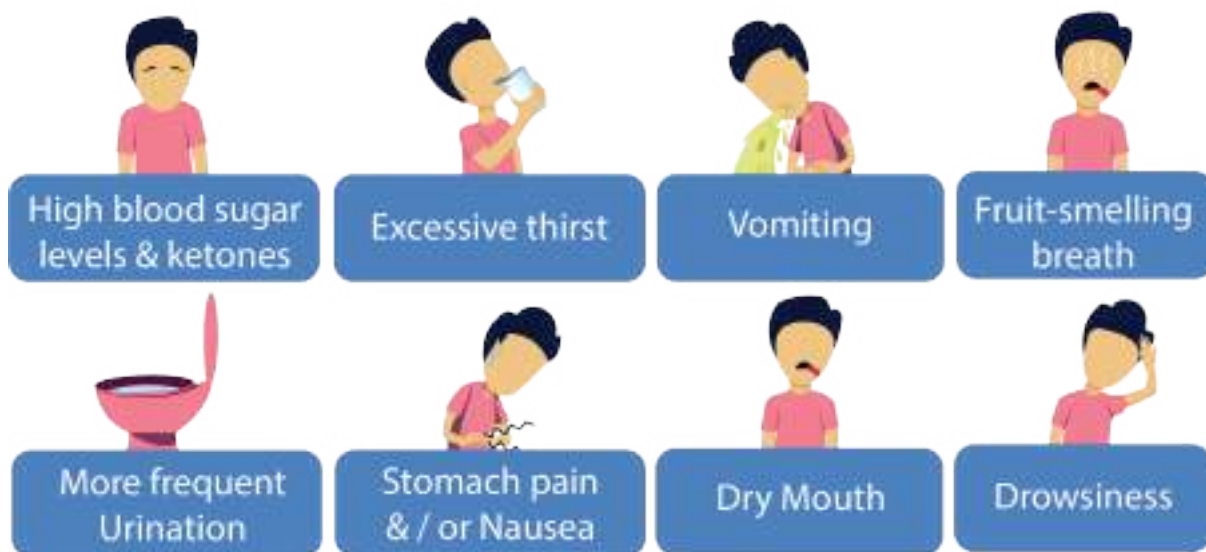 High blood sugar
levels & ketones
Excessive thirst
Vomiting
Fruit-smelling
breath
More frequent
Urination
Stomach pain
& / or Nausea
Dry Mouth
Drowsiness